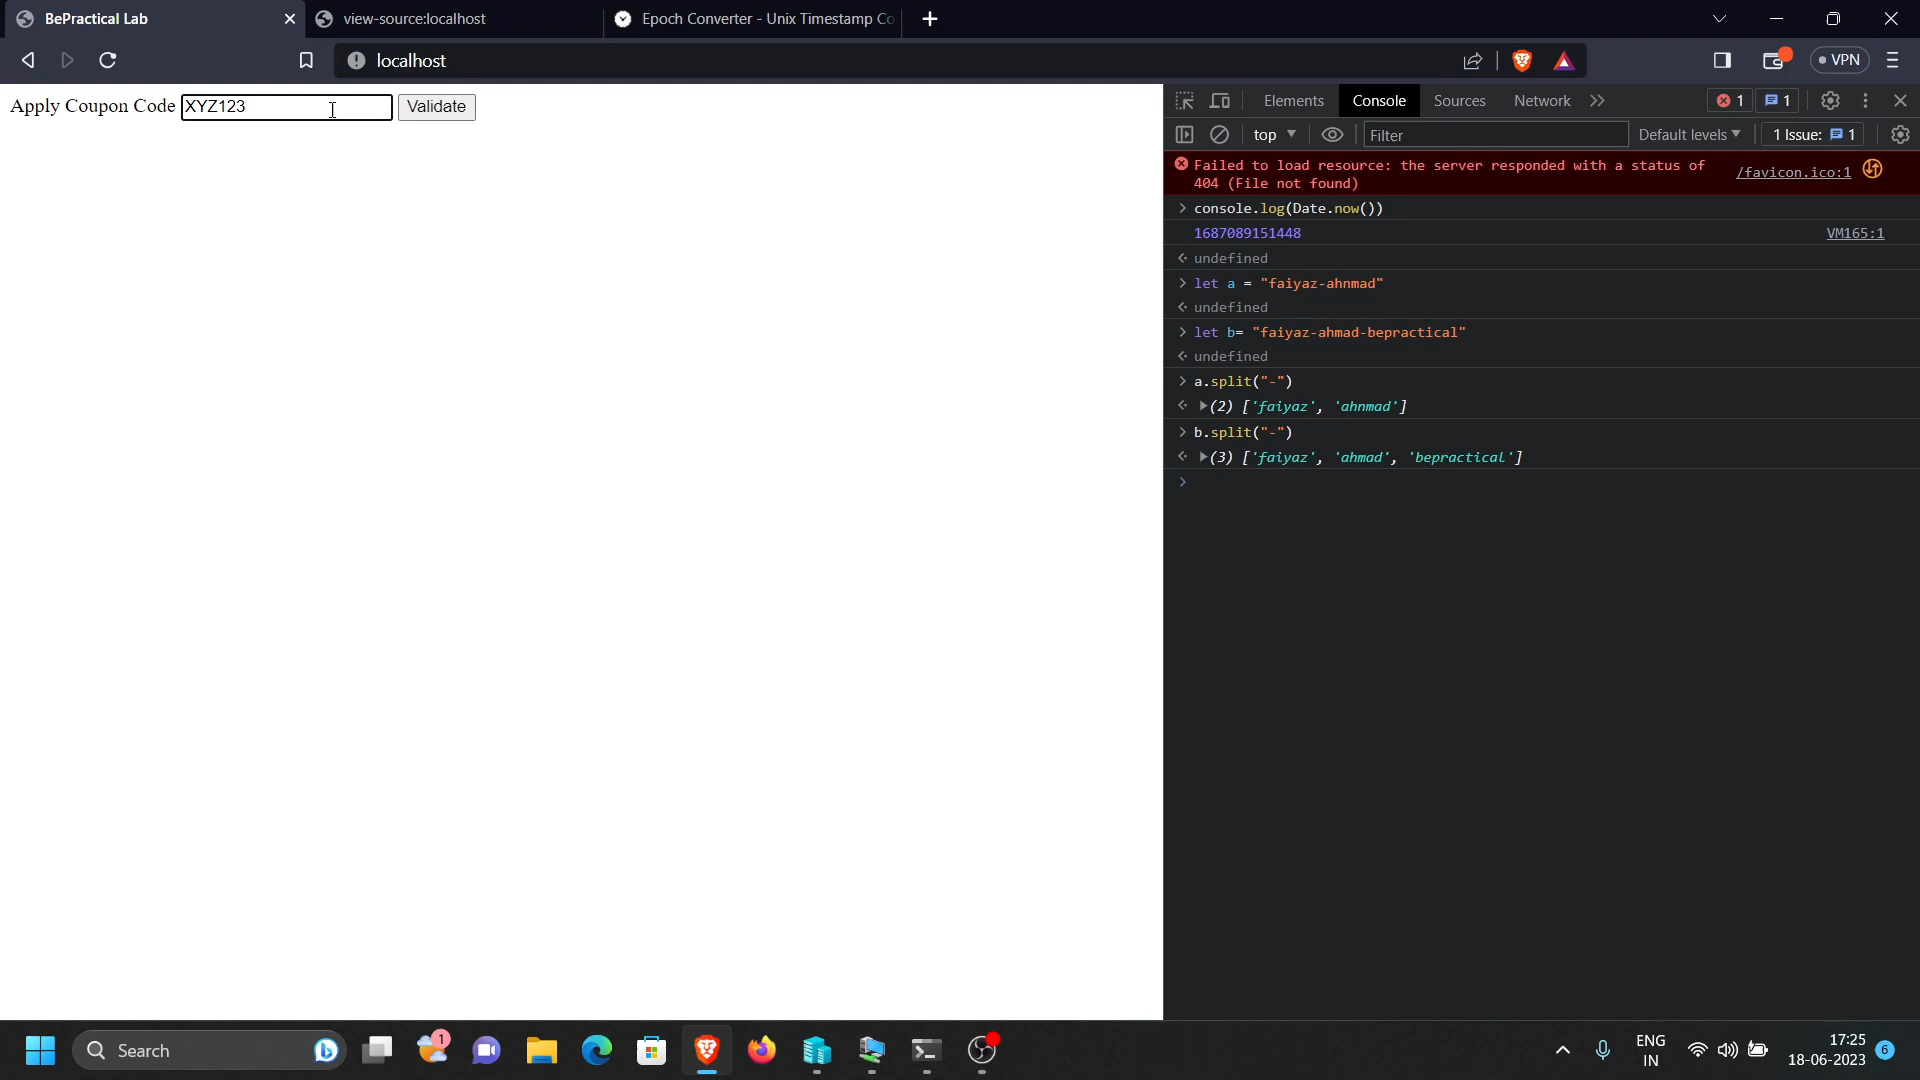 BePractical Lab
view-source:localhost
Epoch Converter - Unix Timestamp Co
localhost
VPN
Apply Coupon Code XYZ123 Validate
Elements Console Sources Network 1 1
top Filter Default levels 1 Issue: 1
Failed to load resource: the server responded with a status of /favicon.ico:1
404 (File not found)
console.log(Date.now())
1687089151448 VM165:1
undefined
let a = "faiyaz-ahnmad"
undefined
let b= "faiyaz-ahmad-bepractical"
undefined
a.split("-")
(2) ['faiyaz', 'ahnmad']
b.split("-")
(3) ['faiyaz', 'ahmad', 'bepractical']
Search
1
ENG
IN
17:25
18-06-2023
6